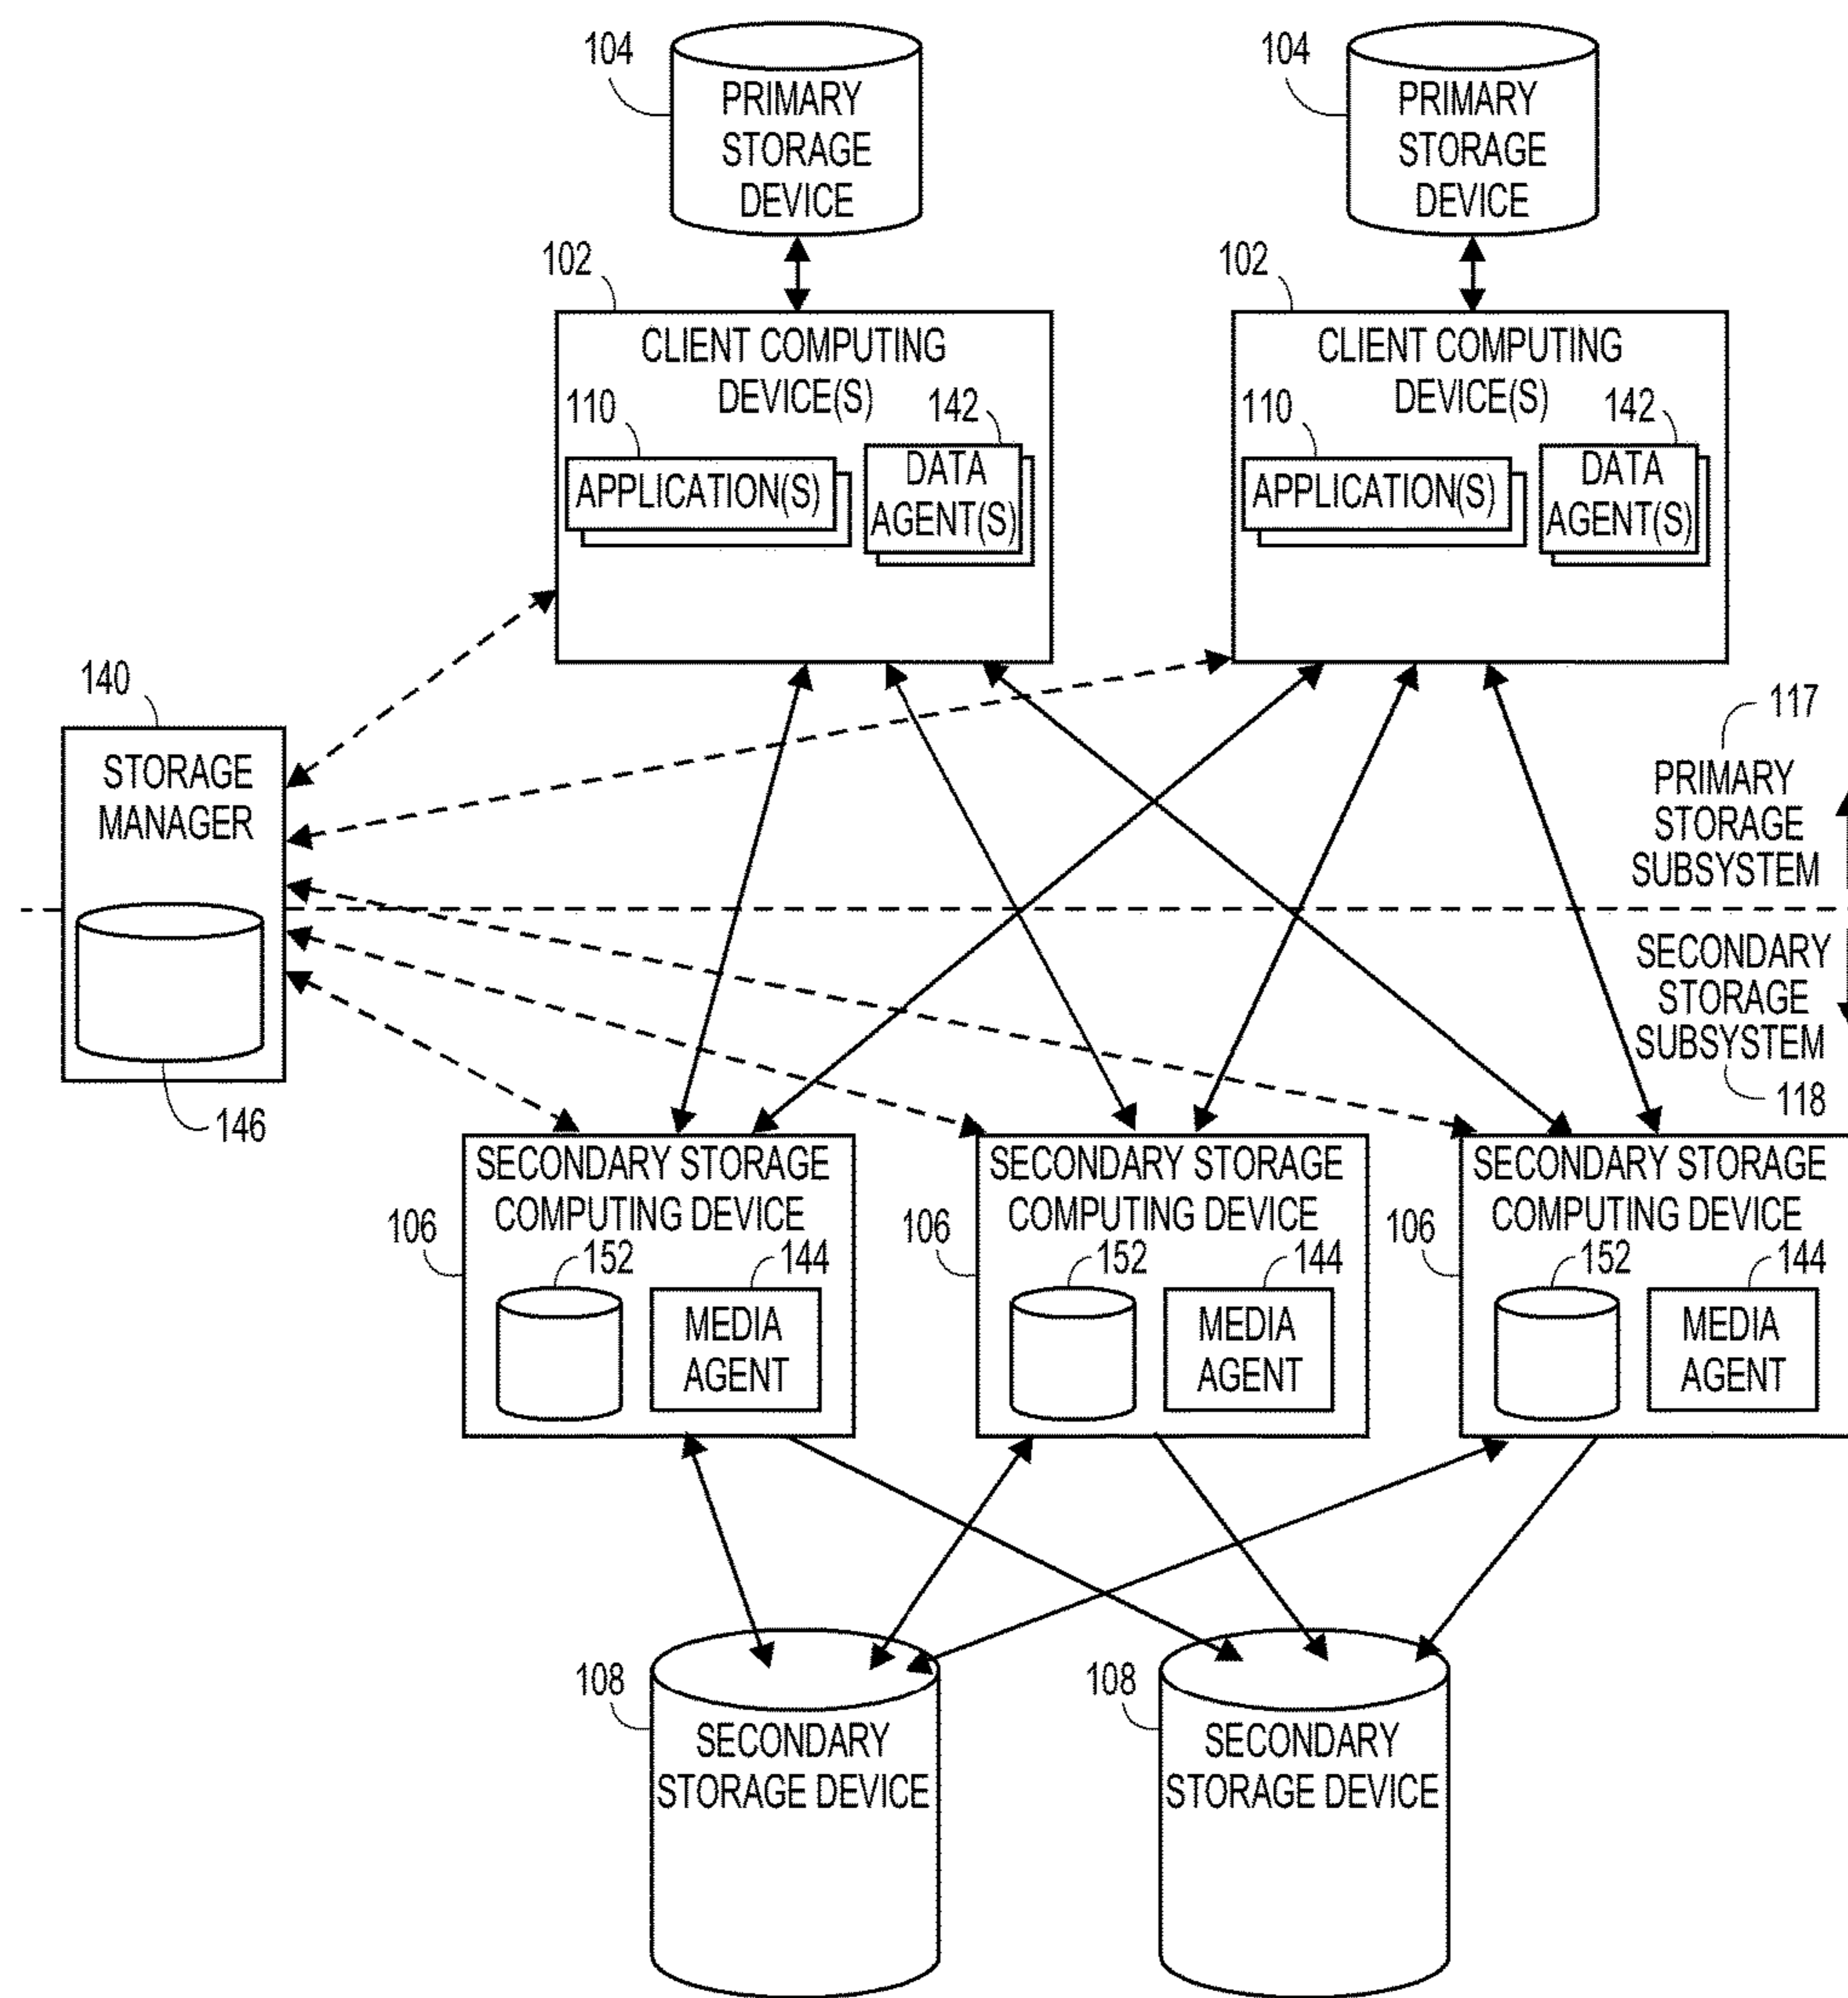 104
PRIMARY
STORAGE
DEVICE
104
PRIMARY
STORAGE
DEVICE
102
CLIENT COMPUTING
DEVICE(S)
110
142
APPLICATION(S)
DATA
AGENT(S)
102
CLIENT COMPUTING
DEVICE(S)
110
142
APPLICATION(S)
DATA
AGENT(S)
140
STORAGE
MANAGER
146
117
PRIMARY
STORAGE
SUBSYSTEM
SECONDARY
STORAGE
SUBSYSTEM
118
SECONDARY STORAGE
COMPUTING DEVICE
106
152
144
MEDIA
AGENT
SECONDARY STORAGE
COMPUTING DEVICE
106
152
144
MEDIA
AGENT
SECONDARY STORAGE
COMPUTING DEVICE
106
152
144
MEDIA
AGENT
108
SECONDARY
STORAGE DEVICE
108
SECONDARY
STORAGE DEVICE